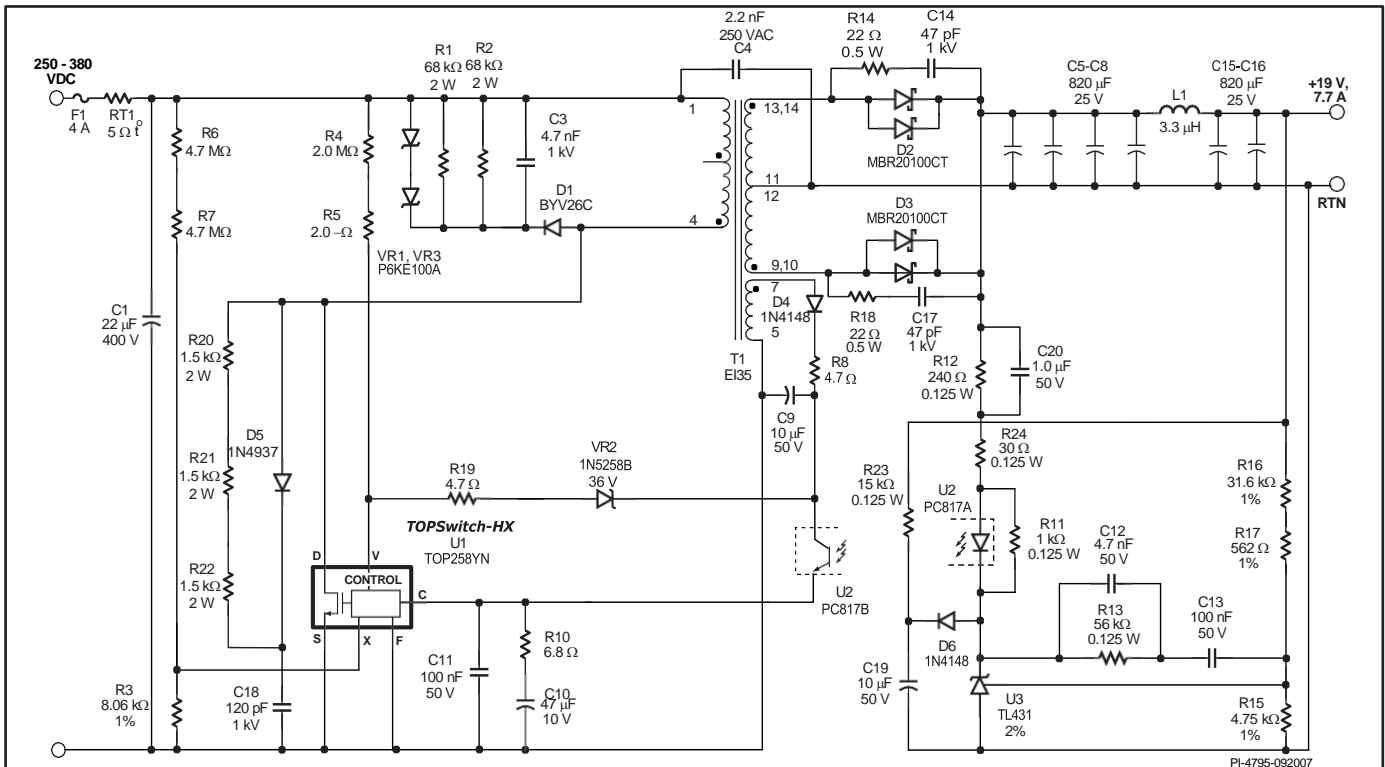 250 - 380
VDC
F1
4 A
RT1
5 Ω
t°
R6
4.7 MΩ
R7
4.7 MΩ
C1
22 µF
400 V
R3
8.06 kΩ
1%
R4
2.0 MΩ
R5
2.0 -Ω
VR1, VR3
P6KE100A
R1
68 kΩ
2 W
R2
68 kΩ
2 W
C3
4.7 nF
1 kV
D1
BYV26C
2.2 nF
250 VAC
C4
1
4
13,14
11
12
9,10
7
5
T1
EI35
R14
22 Ω
0.5 W
C14
47 pF
1 kV
D2
MBR20100CT
D3
MBR20100CT
D4
1N4148
R18
22 Ω
0.5 W
C17
47 pF
1 kV
C5-C8
820 µF
25 V
L1
3.3 µH
C15-C16
820 µF
25 V
+19 V,
7.7 A
RTN
R20
1.5 kΩ
2 W
R21
1.5 kΩ
2 W
R22
1.5 kΩ
2 W
D5
1N4937
C18
120 pF
1 kV
R19
4.7 Ω
VR2
1N5258B
36 V
R8
4.7 Ω
C9
10 µF
50 V
TOPSwitch-HX
U1
TOP258YN
D
V
CONTROL
C
S
X
F
C11
100 nF
50 V
R10
6.8 Ω
C10
47 µF
10 V
U2
PC817B
R12
240 Ω
0.125 W
C20
1.0 µF
50 V
R24
30 Ω
0.125 W
R23
15 kΩ
0.125 W
U2
PC817A
R11
1 kΩ
0.125 W
C12
4.7 nF
50 V
R13
56 kΩ
0.125 W
C13
100 nF
50 V
R16
31.6 kΩ
1%
R17
562 Ω
1%
D6
1N4148
C19
10 µF
50 V
U3
TL431
2%
R15
4.75 kΩ
1%
PI-4795-092007